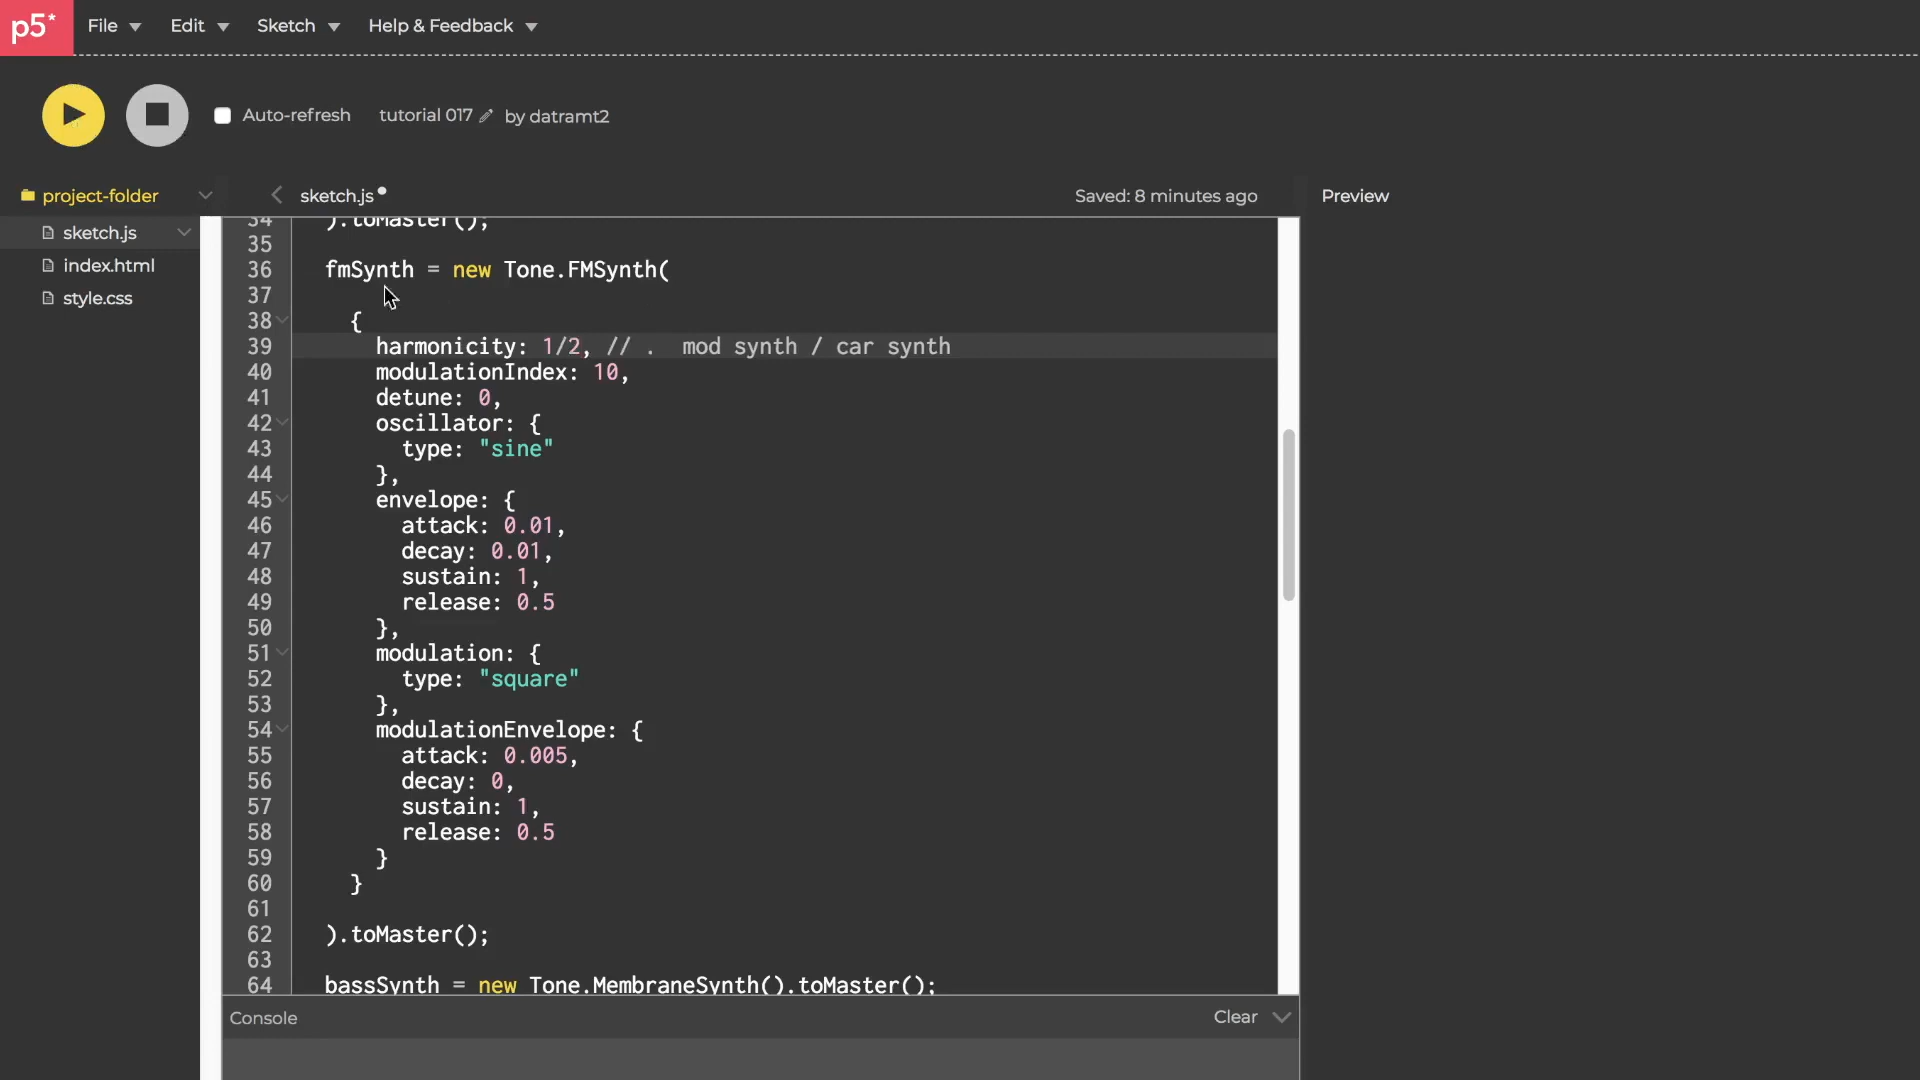 p5* File Edit Sketch Help & Feedback
Auto-refresh tutorial 017 by datramt2
project-folder
sketch.js
index.html
style.css
sketch.js
Saved: 8 minutes ago
Preview
34 ).toMaster();
35
36 fmSynth = new Tone.FMSynth(
37
38 {
39 harmonicity: 1/2, // . mod synth / car synth
40 modulationIndex: 10,
41 detune: 0,
42 oscillator: {
43 type: "sine"
44 },
45 envelope: {
46 attack: 0.01,
47 decay: 0.01,
48 sustain: 1,
49 release: 0.5
50 },
51 modulation: {
52 type: "square"
53 },
54 modulationEnvelope: {
55 attack: 0.005,
56 decay: 0,
57 sustain: 1,
58 release: 0.5
59 }
60 }
61
62 ).toMaster();
63
64 bassSynth = new Tone.MembraneSynth().toMaster();
Console
Clear